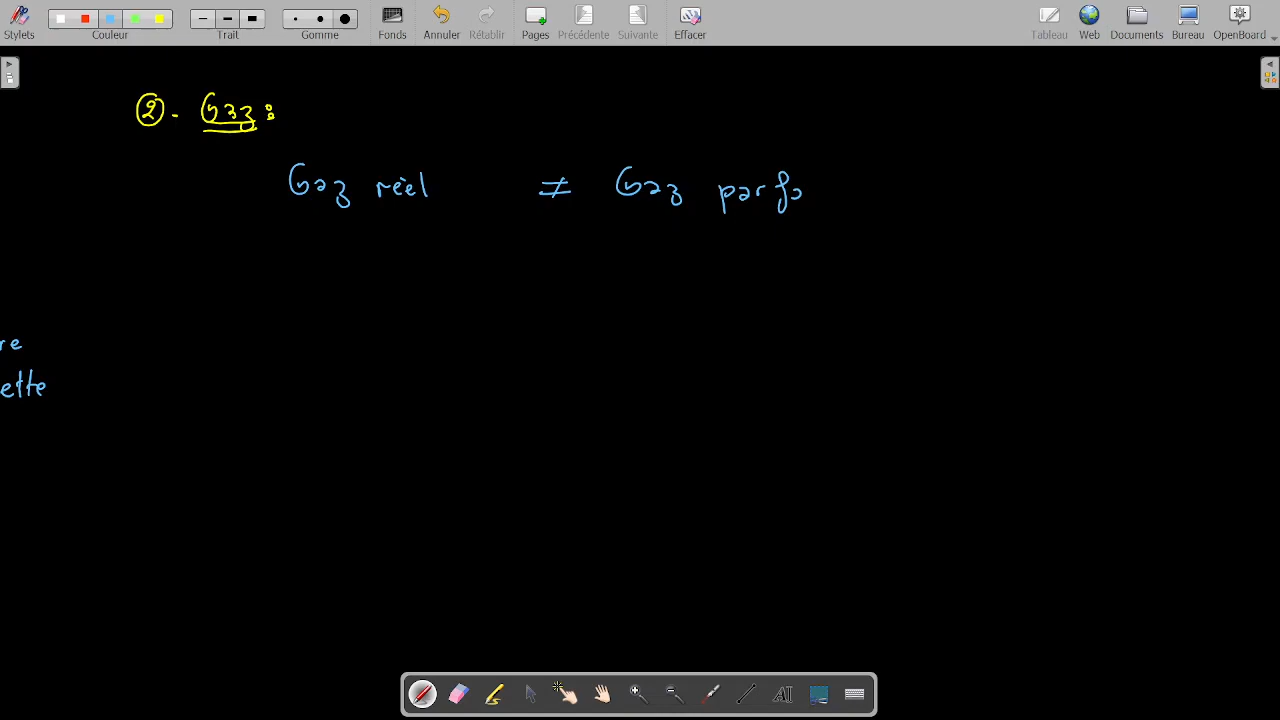 Stylets Couleur Trait Gomme Fonds Annuler Rétablir Pages Précédente Suivante Effacer Tableau Web Documents Bureau OpenBoard
② - Gaz :
Gaz réel ≠ Gaz parfa
re
ette
AI